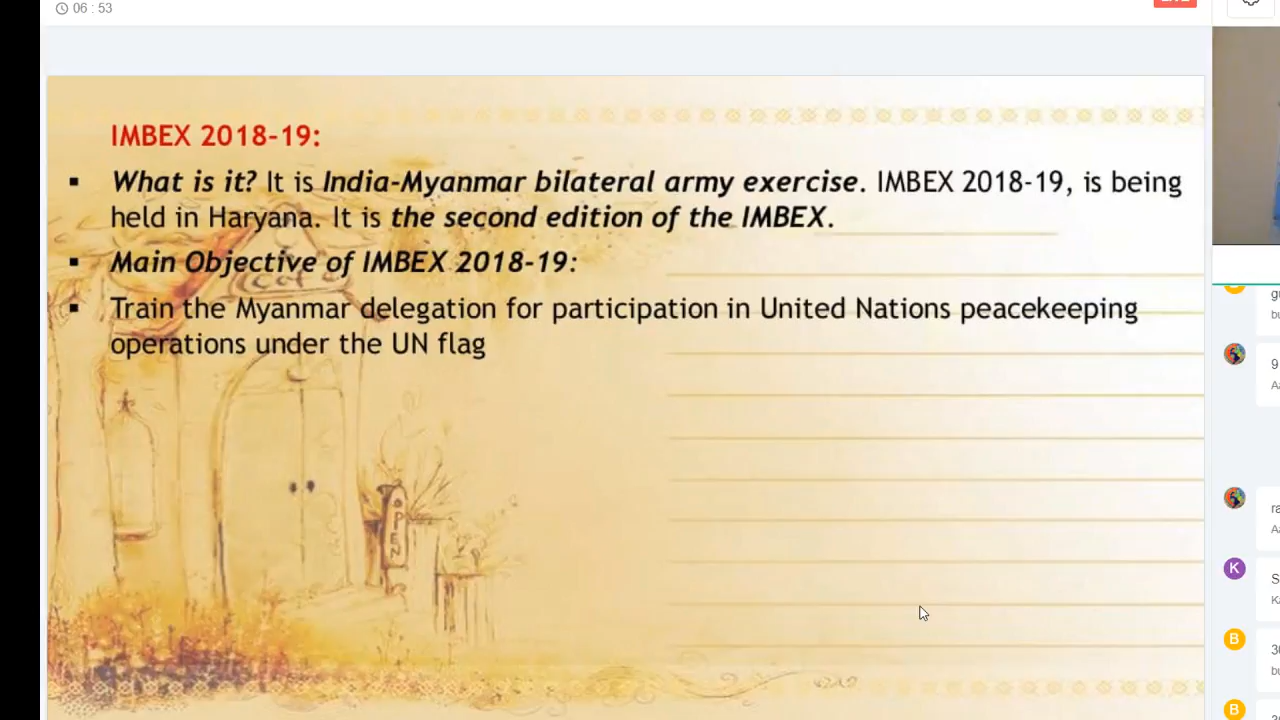 06 : 53
IMBEX 2018-19:
▪ What is it? It is India-Myanmar bilateral army exercise. IMBEX 2018-19, is being
held in Haryana. It is the second edition of the IMBEX.
▪ Main Objective of IMBEX 2018-19:
▪ Train the Myanmar delegation for participation in United Nations peacekeeping
operations under the UN flag
OPEN
9
K
B
B